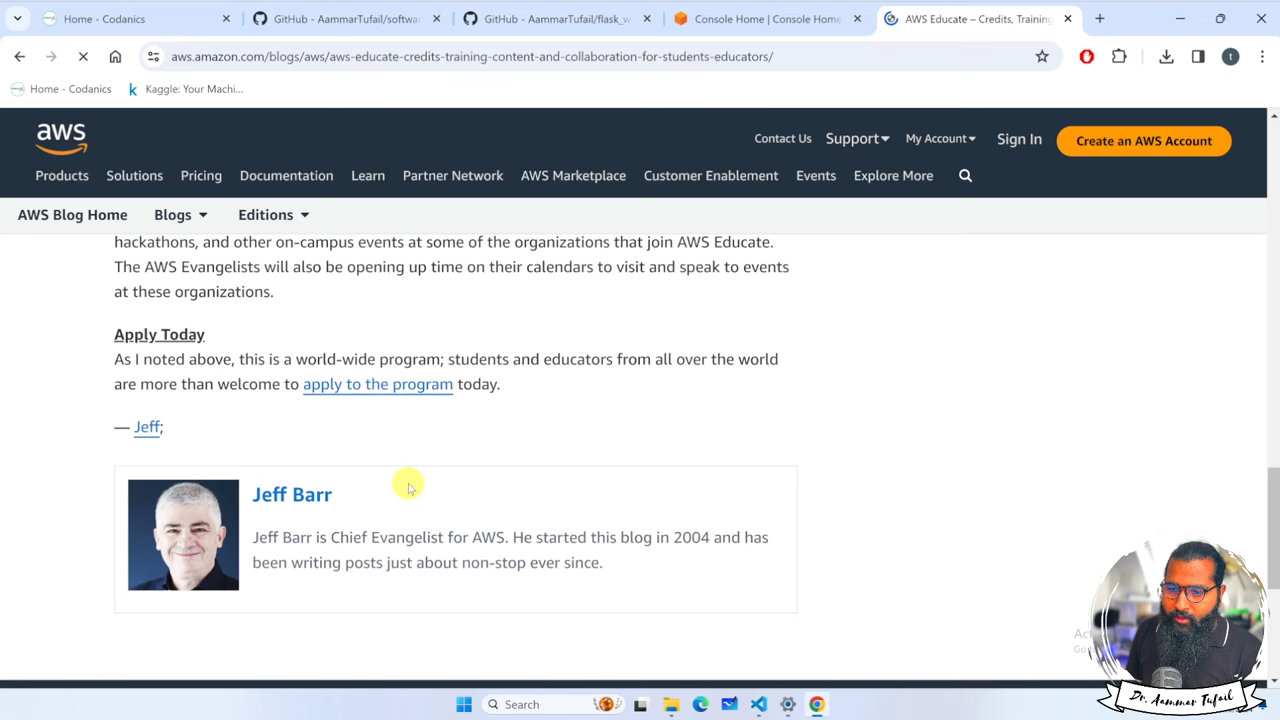 Home - Codanics
GitHub - AammarTufail/softwar
GitHub - AammarTufail/flask_w
Console Home | Console Home
AWS Educate – Credits, Training
aws.amazon.com/blogs/aws/aws-educate-credits-training-content-and-collaboration-for-students-educators/
t
Home - Codanics
Kaggle: Your Machi...
aws
Contact Us
Support
My Account
Sign In
Create an AWS Account
Products
Solutions
Pricing
Documentation
Learn
Partner Network
AWS Marketplace
Customer Enablement
Events
Explore More
AWS Blog Home
Blogs
Editions
hackathons, and other on-campus events at some of the organizations that join AWS Educate.
The AWS Evangelists will also be opening up time on their calendars to visit and speak to events
at these organizations.
Apply Today
As I noted above, this is a world-wide program; students and educators from all over the world
are more than welcome to apply to the program today.
— Jeff;
Jeff Barr
Jeff Barr is Chief Evangelist for AWS. He started this blog in 2004 and has
been writing posts just about non-stop ever since.
Dr. Aammar Tufail
Search